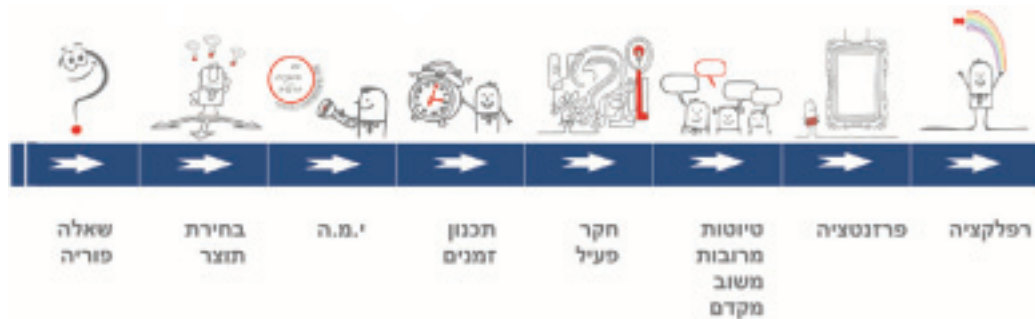 שאלה
פוריה
בחירת
תוצר
י.מ.ה
תכנון
זמנים
חקר
פעיל
טיוטות
מרובות
משוב
מקדם
פרזנטציה
רפלקציה